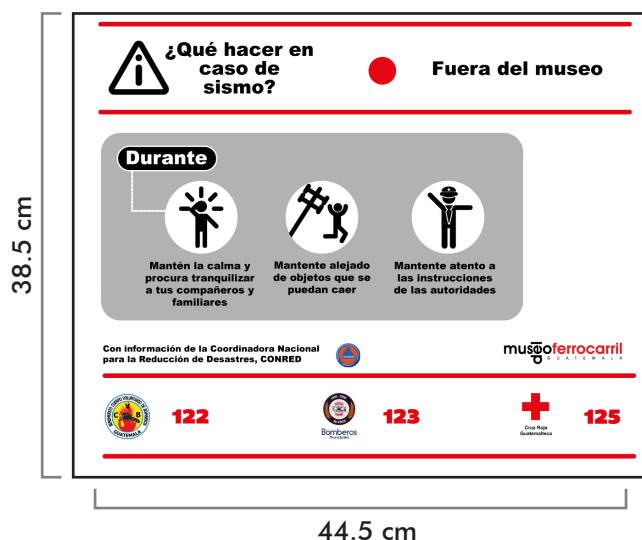 ¿Qué hacer en
caso de
sismo?
Fuera del museo
Durante
Mantén la calma y
procura tranquilizar
a tus compañeros y
familiares
Mantente alejado
de objetos que se
puedan caer
Mantente atento a
las instrucciones
de las autoridades
Con información de la Coordinadora Nacional
para la Reducción de Desastres, CONRED
museoferrocarril
GUATEMALA
122
C B
GUATEMALA
123
Bomberos
Municipales
Cruz Roja
Guatemalteca
125
38.5 cm
44.5 cm